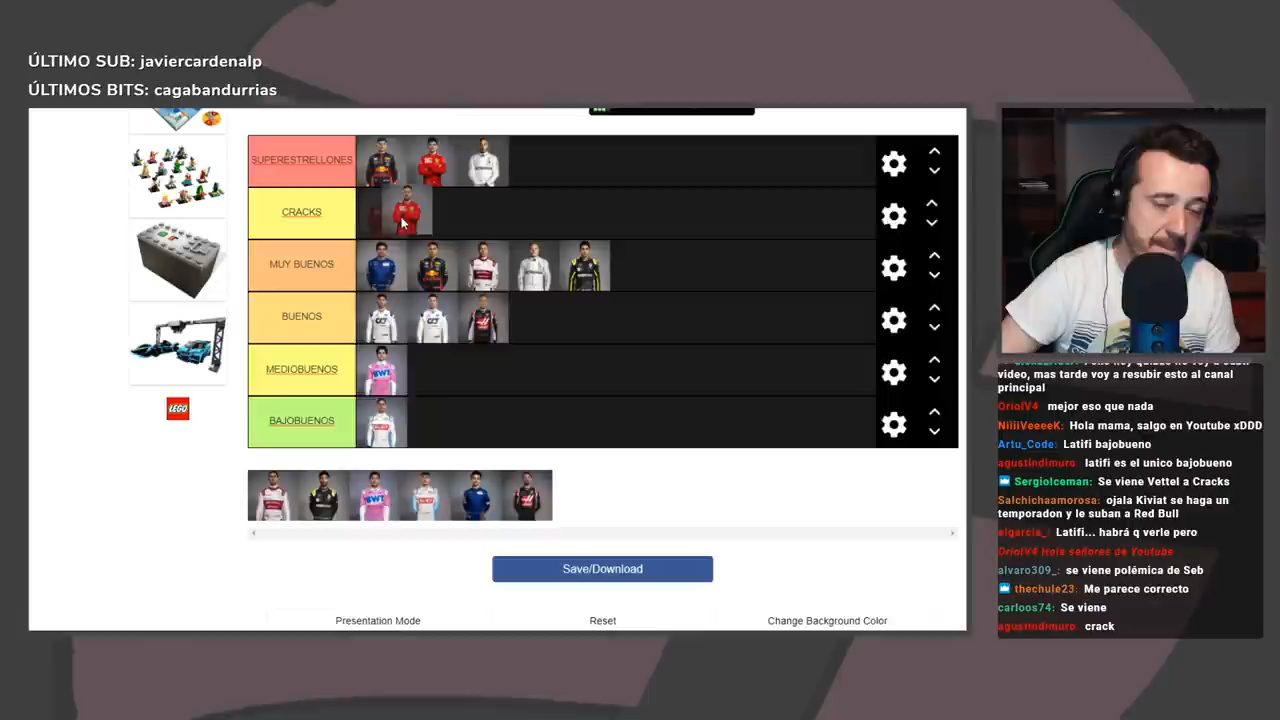 ÚLTIMO SUB: javiercardenalp
ÚLTIMOS BITS: cagabandurrias
SUPERESTRELLONES
CRACKS
MUY BUENOS
BUENOS
MEDIOBUENOS
BAJOBUENOS
LEGO
Save/Download
Presentation Mode
Reset
Change Background Color
video, mas tarde voy a resubir esto al canal
principal
OriolV4 mejor eso que nada
NiiiiVeeeeK: Hola mama, salgo en Youtube xDDD
Artu_Code: Latifi bajobueno
agustindimuro latifi es el unico bajobueno
SergioIceman: Se viene Vettel a Cracks
Salchichaamorosa: ojala Kiviat se haga un
temporadon y le suban a Red Bull
algarcia_: Latifi... habrá q verle pero
OriolV4 Hola señores de Youtube
alvaro309_: se viene polémica de Seb
thechule23: Me parece correcto
carloos74: Se viene
agustindimuro crack